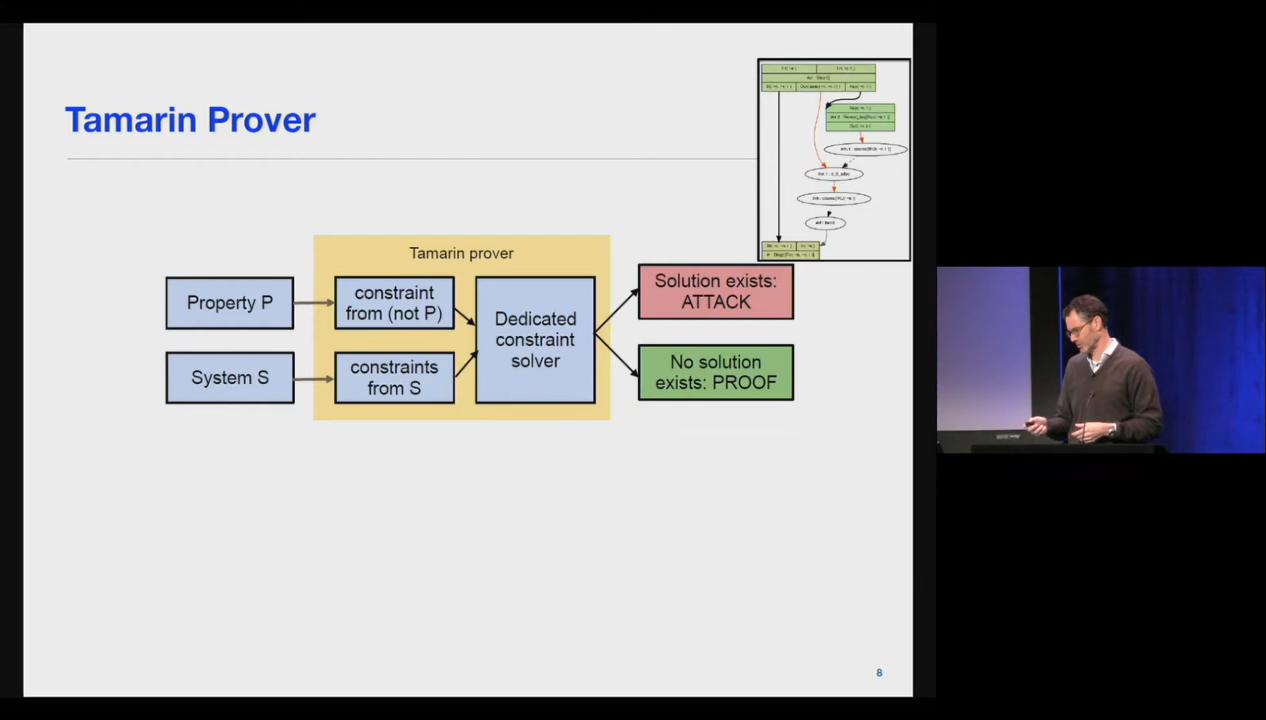 Tamarin Prover
Tamarin prover
Property P
constraint
from (not P)
System S
constraints
from S
Dedicated
constraint
solver
Solution exists:
ATTACK
No solution
exists: PROOF
8